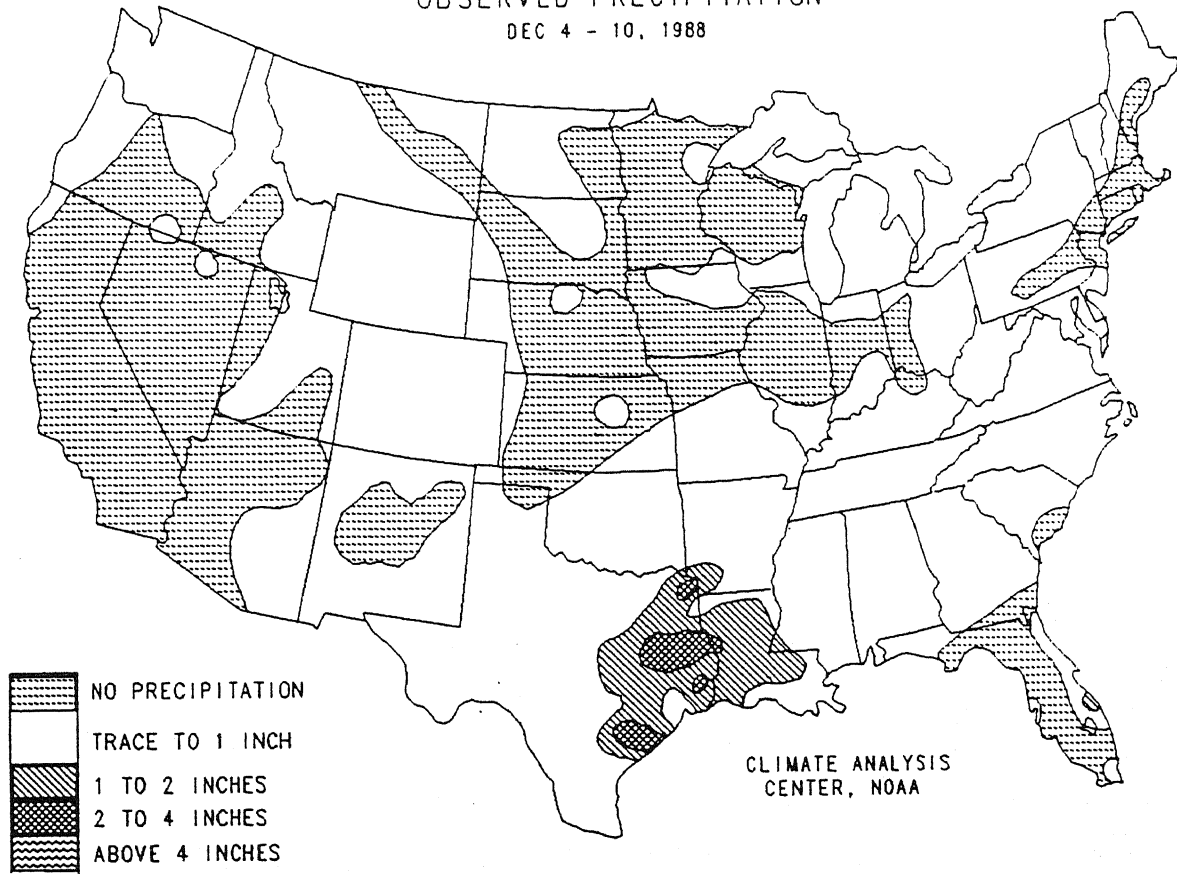 OBSERVED PRECIPITATION
DEC 4 - 10, 1988
NO PRECIPITATION
TRACE TO 1 INCH
1 TO 2 INCHES
2 TO 4 INCHES
ABOVE 4 INCHES
CLIMATE ANALYSIS
CENTER, NOAA